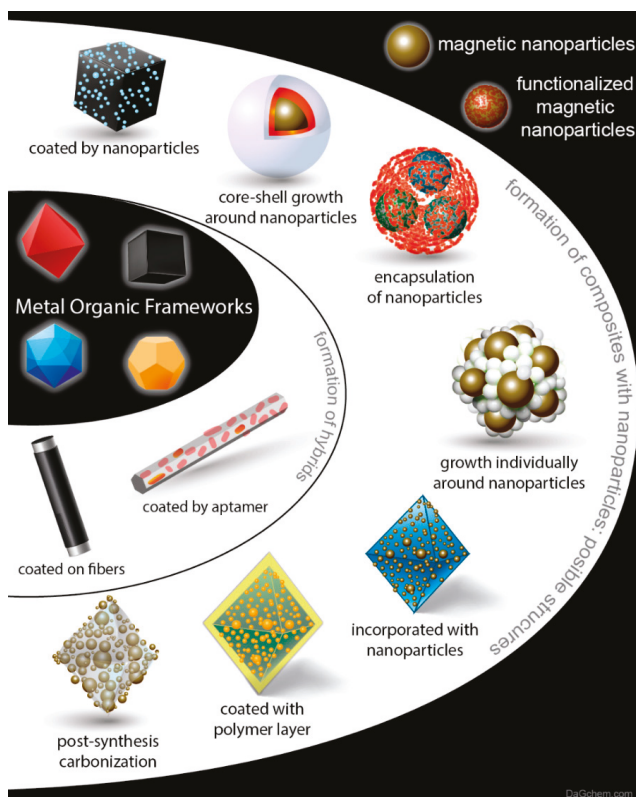 magnetic nanoparticles
functionalized
magnetic
nanoparticles
coated by nanoparticles
core-shell growth
around nanoparticles
encapsulation
of nanoparticles
Metal Organic Frameworks
formation of hybrids
formation of composites with nanoparticles: posible strucures
growth individually
around nanoparticles
coated by aptamer
coated on fibers
incorporated with
nanoparticles
coated with
polymer layer
post-synthesis
carbonization
DaGchem.com